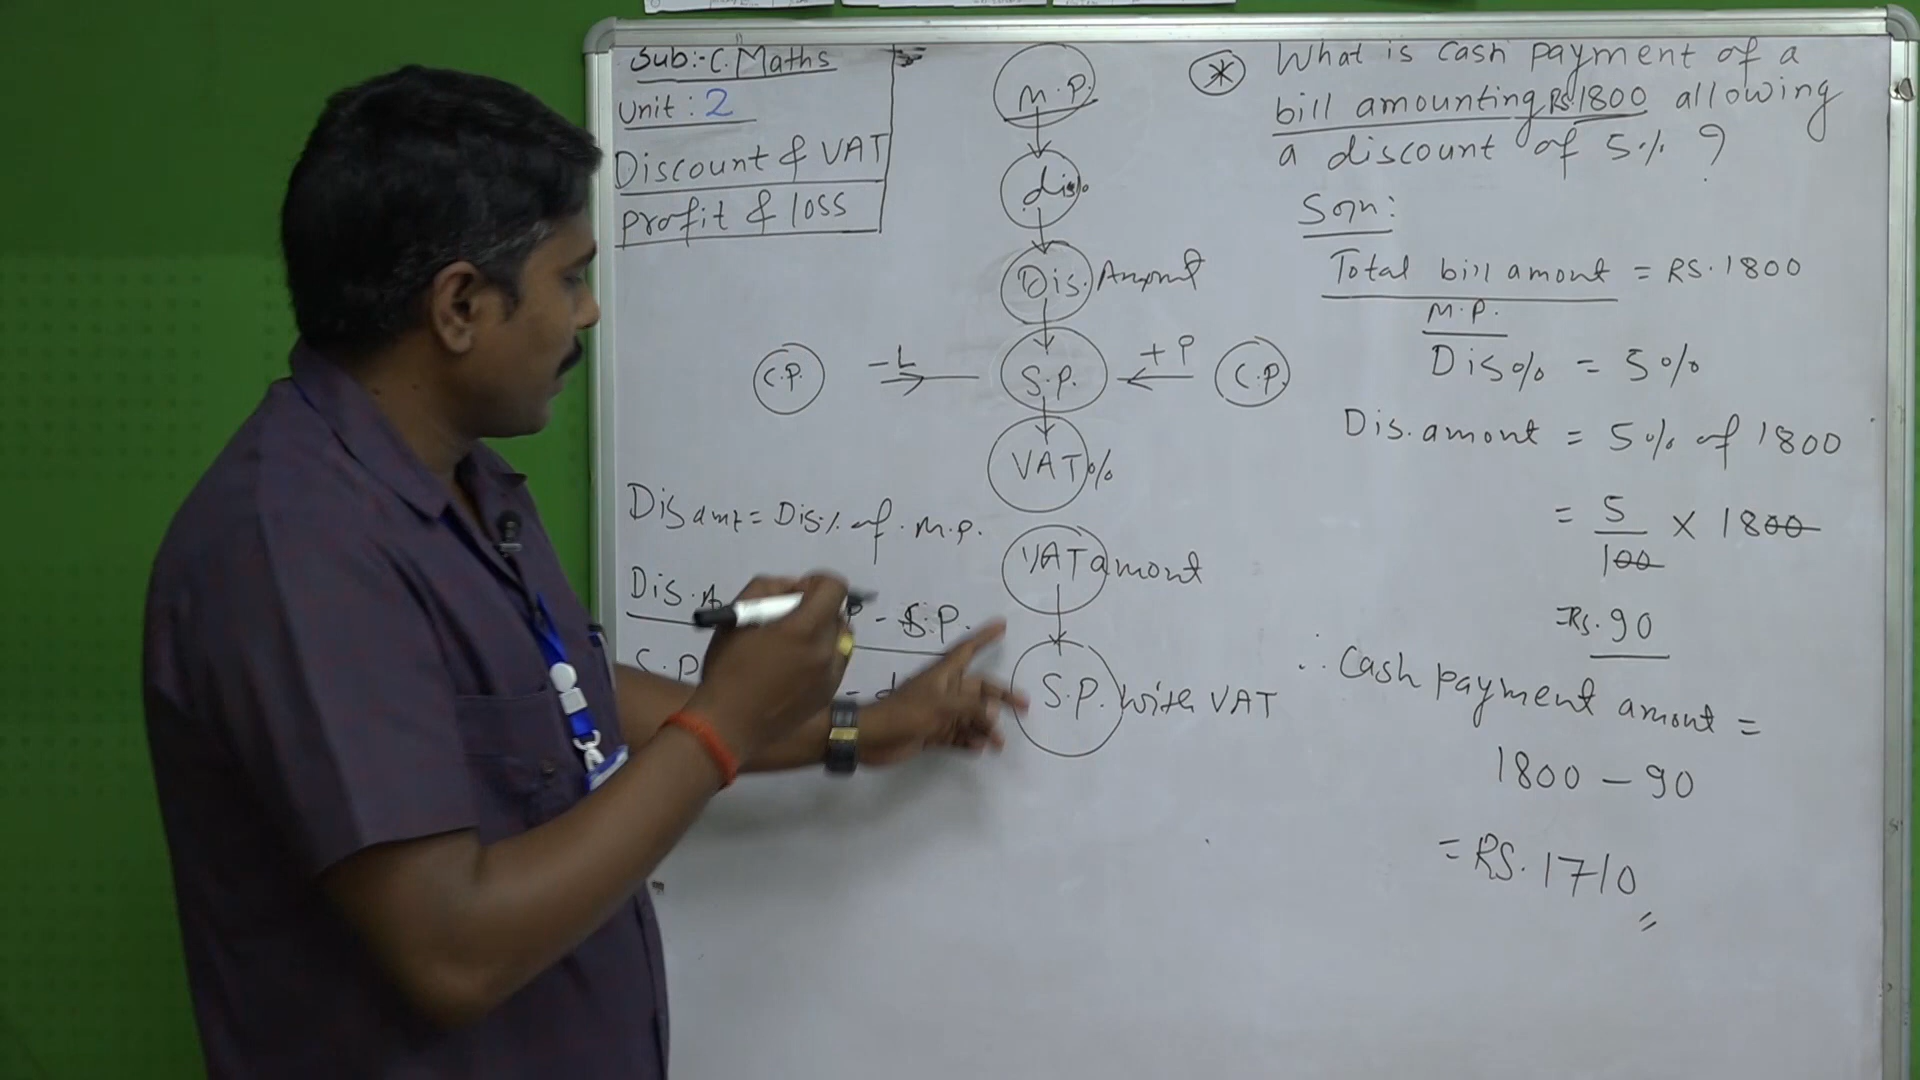 Sub:- C. Maths
Unit : 2
Discount & VAT
Profit & loss
M.P.
dis%
Dis. Amount
C.P. -L S.P. +P C.P.
VAT%
VAT amont
S.P. with VAT
Dis amt = Dis% of M.P.
Dis. A P - S.P.
S.P - d
* What is cash payment of a
bill amounting Rs.1800 allowing
a discount of 5% ?
Soln:
Total bill amont = RS. 1800
M.P.
Dis% = 5%
Dis. amont = 5% of 1800
= 5/100 X 1800
= Rs. 90
∴ Cash payment amont =
1800 - 90
= RS. 1710